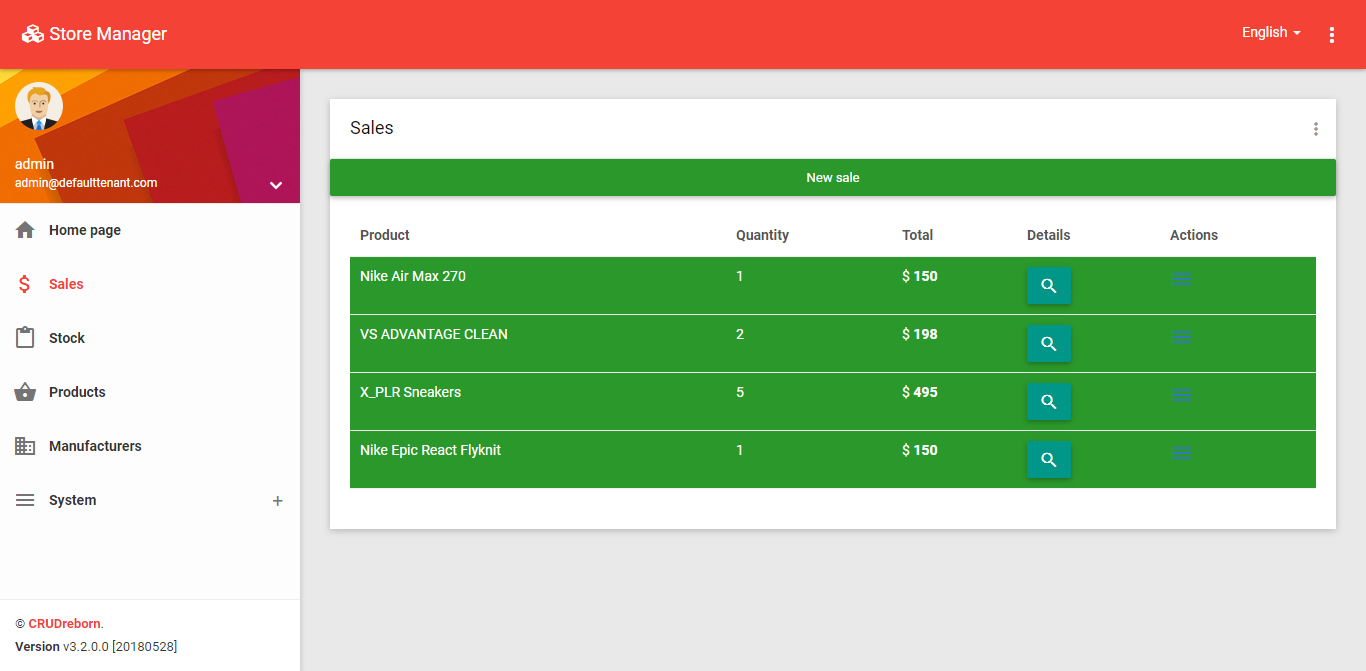 Store Manager
English
admin
admin@defaulttenant.com
Home page
Sales
Stock
Products
Manufacturers
System +
© CRUDreborn.
Version v3.2.0.0 [20180528]
Sales
New sale
Product Quantity Total Details Actions
Nike Air Max 270 1 $ 150
VS ADVANTAGE CLEAN 2 $ 198
X_PLR Sneakers 5 $ 495
Nike Epic React Flyknit 1 $ 150